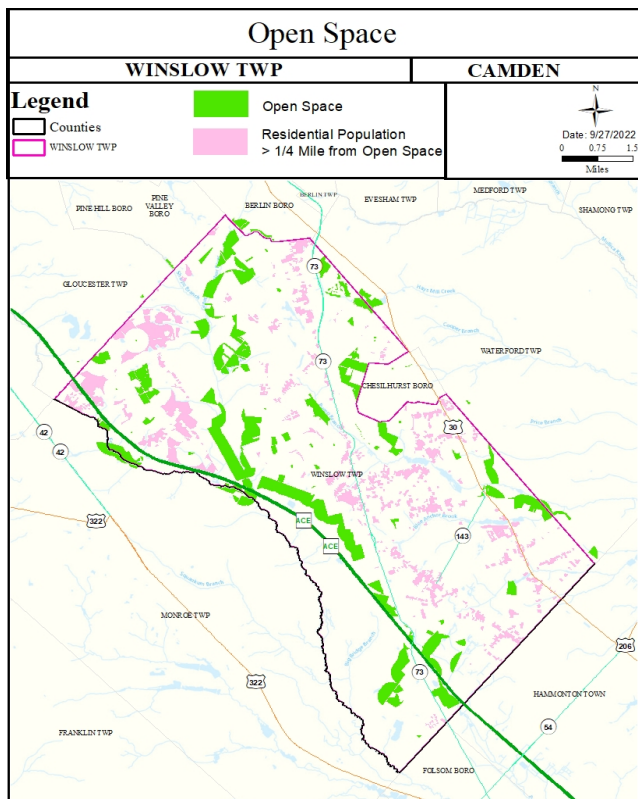 Open Space
WINSLOW TWP
CAMDEN
Legend
Counties
WINSLOW TWP
Open Space
Residential Population
> 1/4 Mile from Open Space
N
Date: 9/27/2022
0 0.75 1.5
Miles
BERLIN TWP
MEDFORD TWP
PINE HILL BORO
PINE
VALLEY
BORO
BERLIN BORO
EVESHAM TWP
SHAMONG TWP
73
GLOUCESTER TWP
73
WATERFORD TWP
CHESILHURST BORO
30
42
42
WINSLOW TWP
322
ACE
143
ACE
MONROE TWP
206
73
322
HAMMONTON TOWN
54
FRANKLIN TWP
FOLSOM BORO